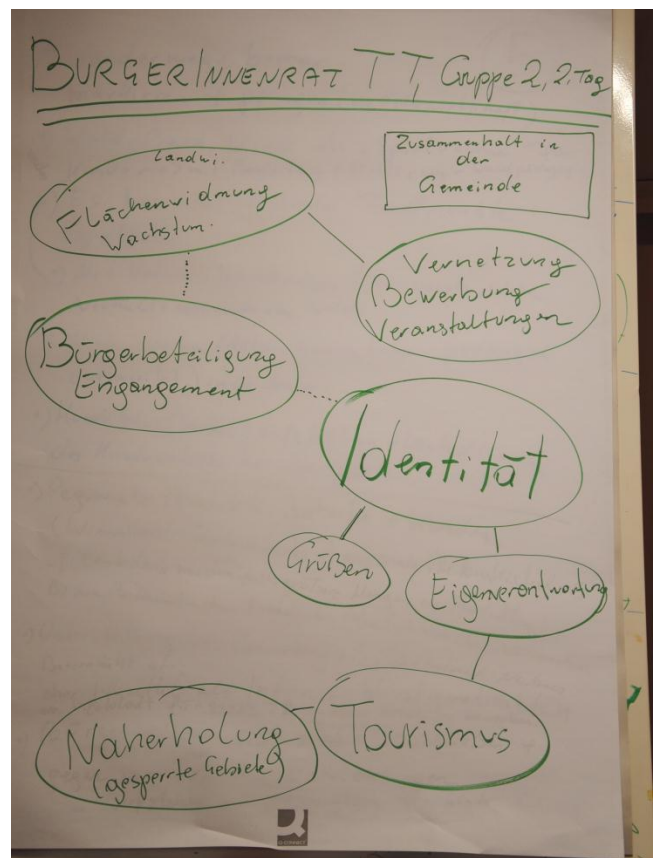 BÜRGERINNENRAT TT, Gruppe 2, 2. Tag
Zusammenhalt in
der
Gemeinde
Landwi.
Flächenwidmung
Wachstum.
Vernetzung
Bewerbung
Veranstaltungen
Bürgerbeteiligung
Engangement
Identität
Grüßen
Eigenverantwortung
Tourismus
Naherholung
(gesperrte Gebiete)